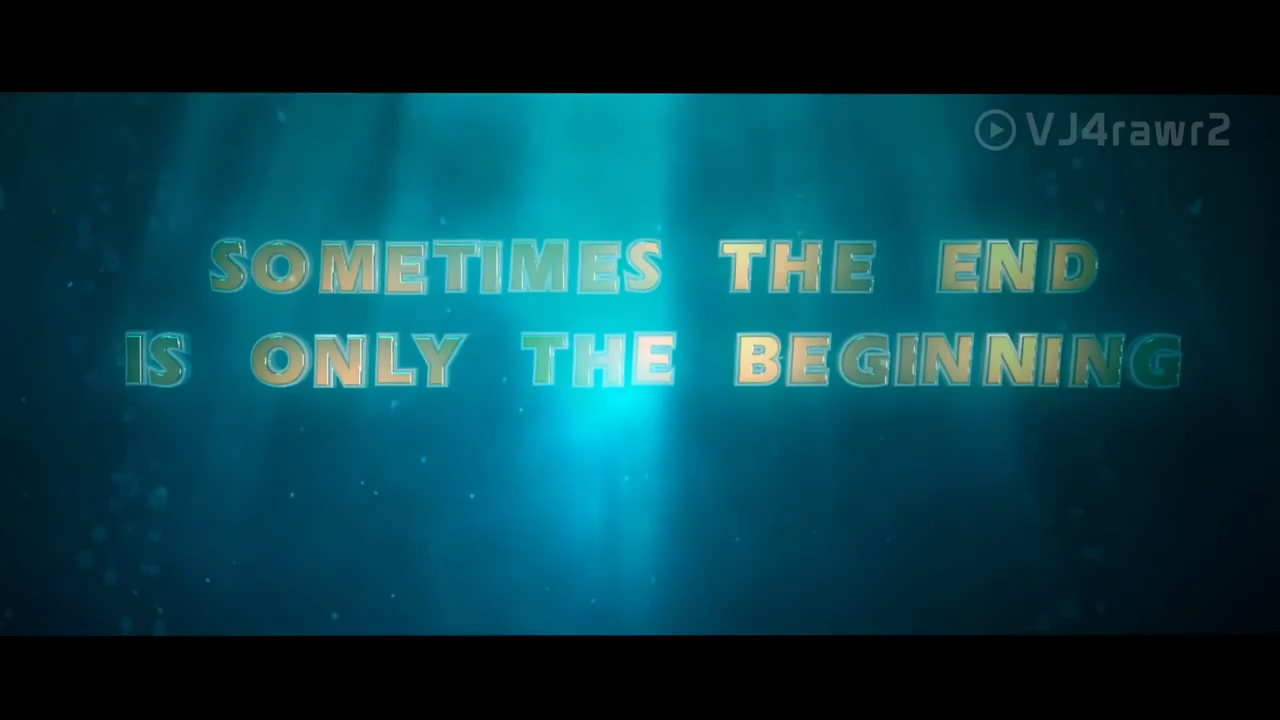 VJ4rawr2
SOMETIMES THE END
IS ONLY THE BEGINNING